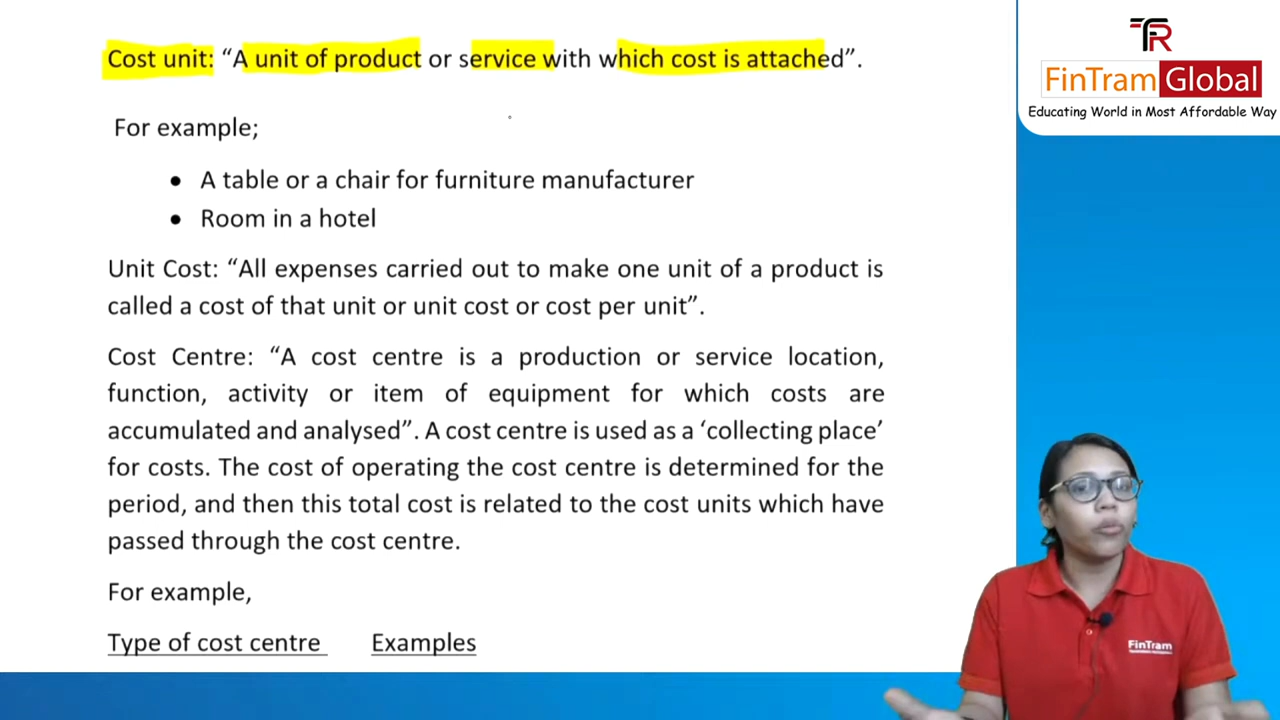 Cost unit: “A unit of product or service with which cost is attached”.
For example;
• A table or a chair for furniture manufacturer
• Room in a hotel
Unit Cost: “All expenses carried out to make one unit of a product is
called a cost of that unit or unit cost or cost per unit”.
Cost Centre: “A cost centre is a production or service location,
function, activity or item of equipment for which costs are
accumulated and analysed”. A cost centre is used as a ‘collecting place’
for costs. The cost of operating the cost centre is determined for the
period, and then this total cost is related to the cost units which have
passed through the cost centre.
For example,
Type of cost centre Examples
FinTram Global
Educating World in Most Affordable Way
FinTram